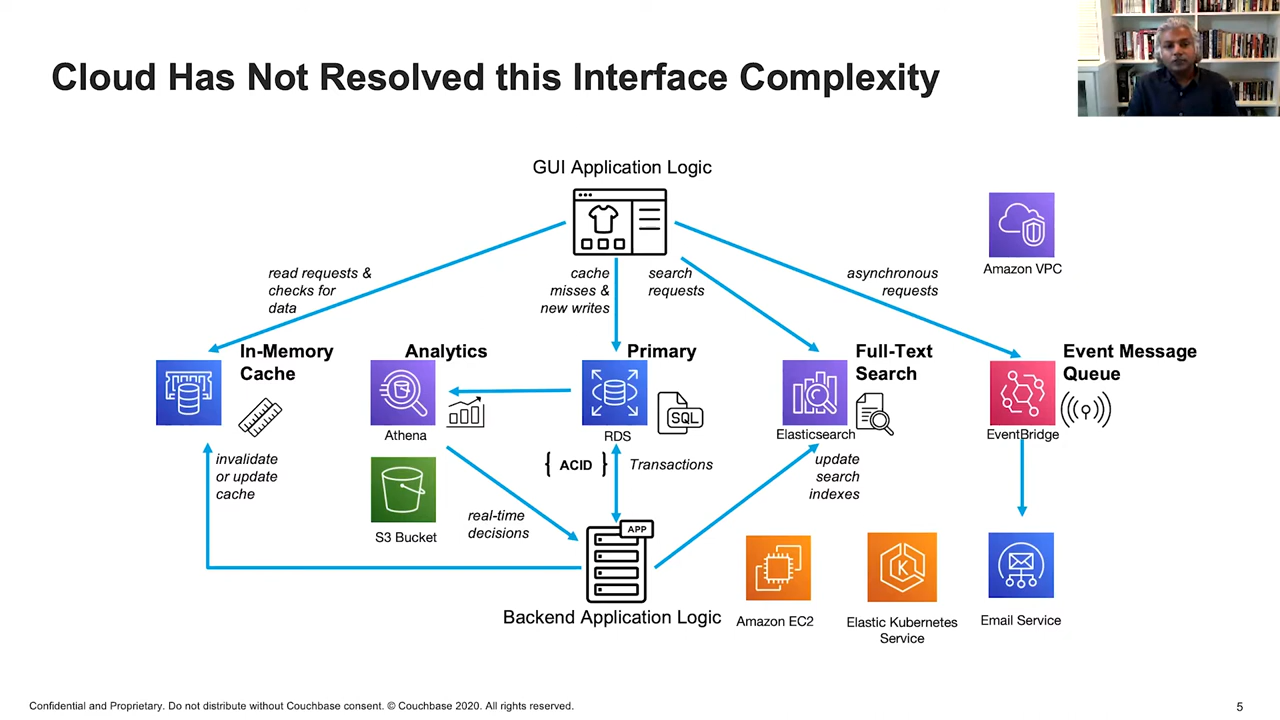 Cloud Has Not Resolved this Interface Complexity
GUI Application Logic
Amazon VPC
read requests &
checks for
data
cache
misses &
new writes
search
requests
asynchronous
requests
In-Memory
Cache
Analytics
Primary
Full-Text
Search
Event Message
Queue
SQL
Athena
RDS
Elasticsearch
EventBridge
invalidate
or update
cache
{ ACID }
Transactions
update
search
indexes
S3 Bucket
real-time
decisions
APP
K
Backend Application Logic
Amazon EC2
Elastic Kubernetes
Service
Email Service
Confidential and Proprietary. Do not distribute without Couchbase consent. © Couchbase 2020. All rights reserved.
5